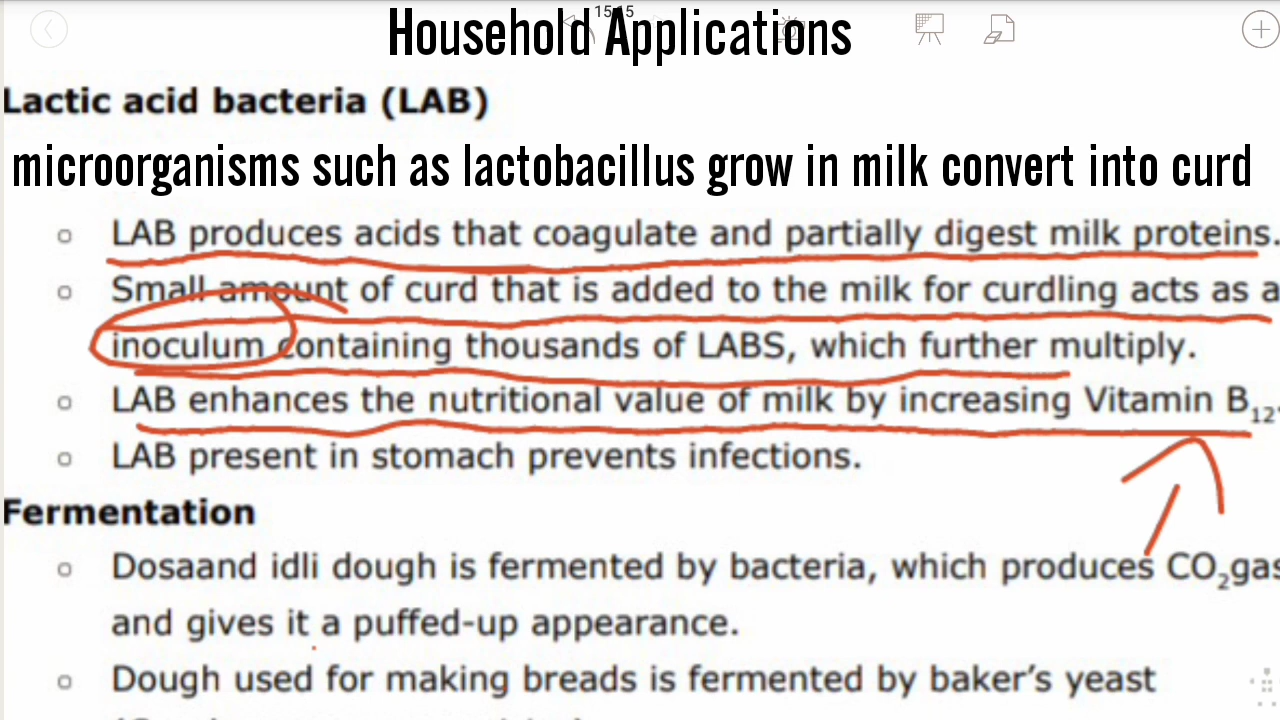 15:15
Household Applications
Lactic acid bacteria (LAB)
microorganisms such as lactobacillus grow in milk convert into curd
LAB produces acids that coagulate and partially digest milk proteins.
Small amount of curd that is added to the milk for curdling acts as a
inoculum containing thousands of LABS, which further multiply.
LAB enhances the nutritional value of milk by increasing Vitamin B12.
LAB present in stomach prevents infections.
Fermentation
Dosaand idli dough is fermented by bacteria, which produces CO2gas
and gives it a puffed-up appearance.
Dough used for making breads is fermented by baker's yeast